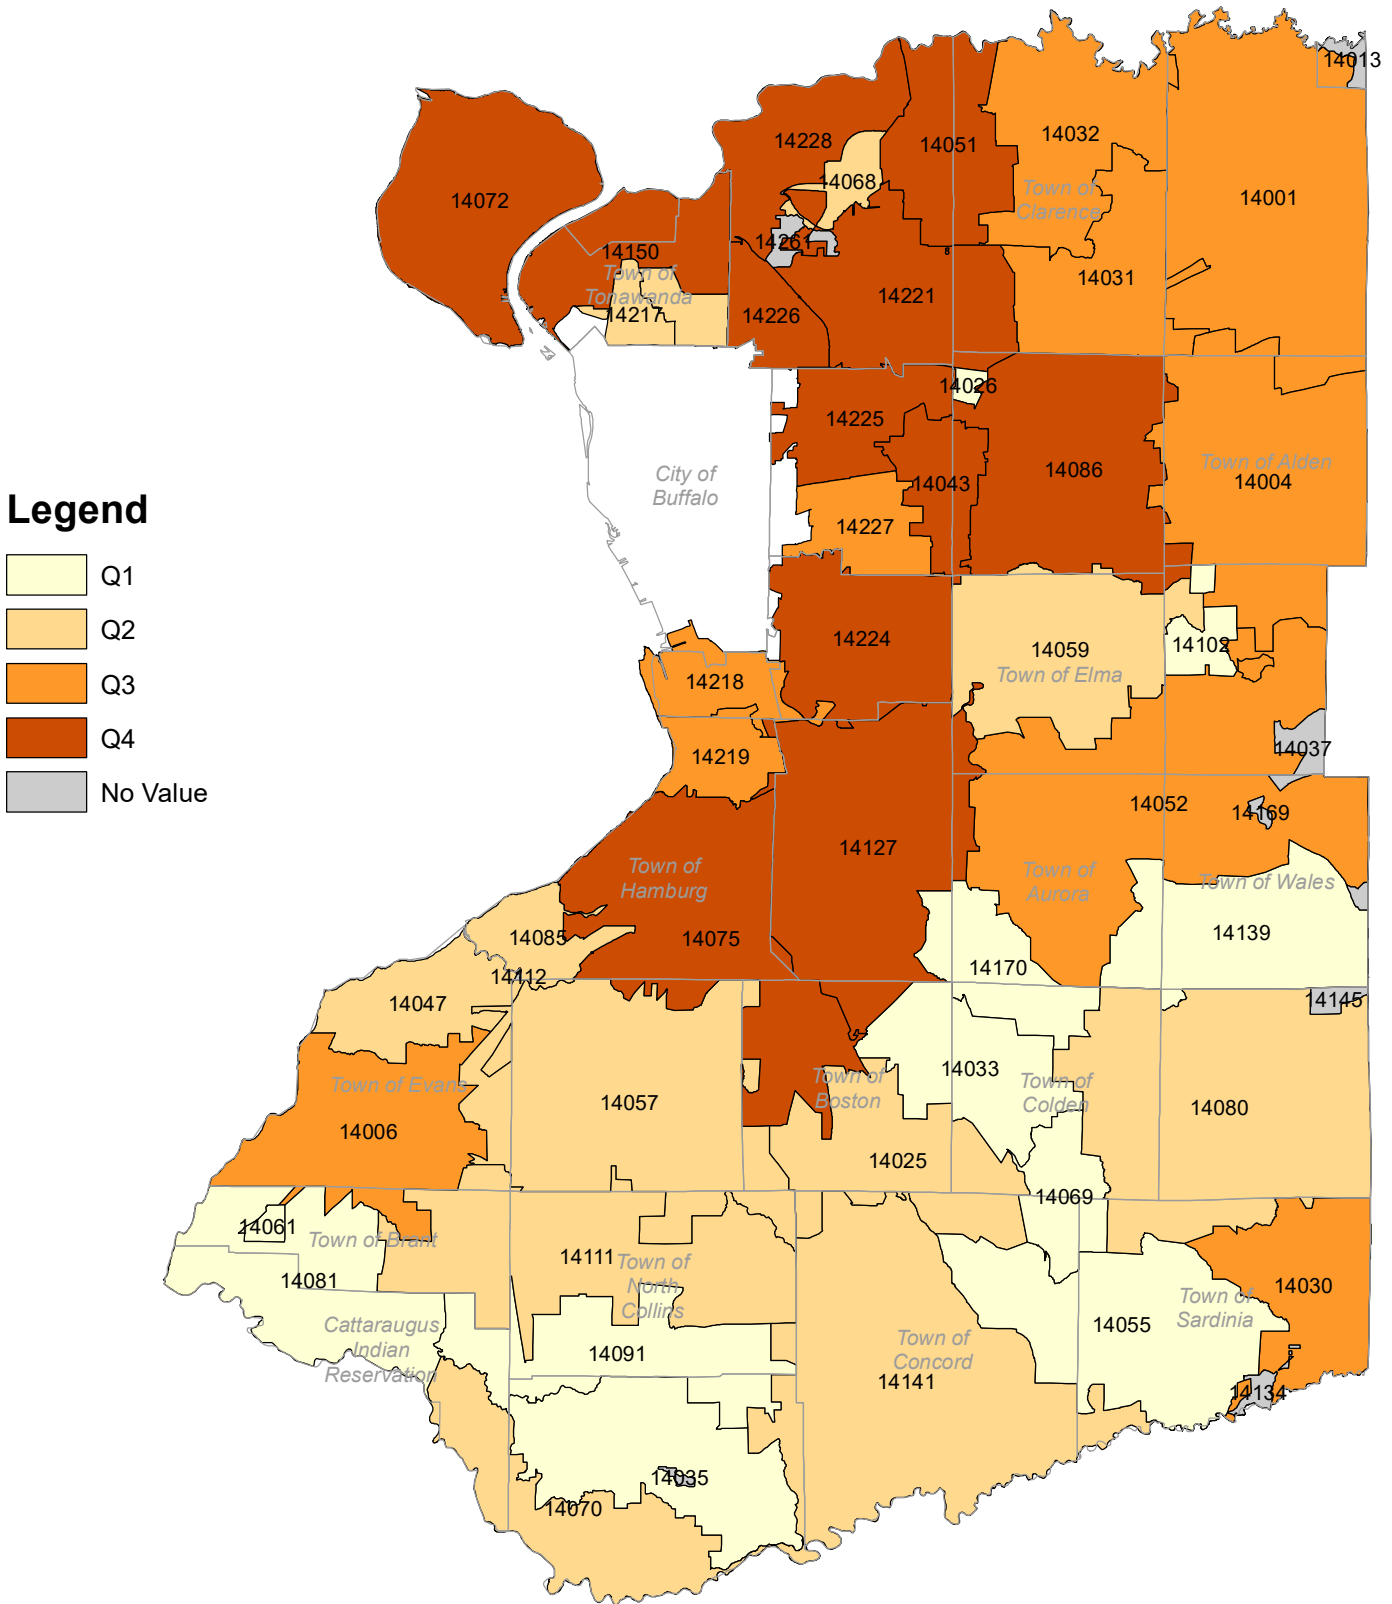 14013
14032
14228
14051
14068
14072
Town of
Clarence
14001
14261
14150
Town of
Tonawanda
14031
14221
14217
14226
14026
14225
City of
Buffalo
14086
Town of Alden
14004
14043
Legend
14227
Q1
Q2
14224
14059
Town of Elma
14102
Q3
14218
Q4
14219
14037
No Value
14052
14169
14127
Town of
Hamburg
Town of
Aurora
Town of Wales
14085
14075
14139
14112
14170
14047
14145
Town of Evans
14033
Town of
Boston
Town of
Colden
14057
14080
14006
14025
14069
14061
Town of Brant
14111
Town of
North
Collins
14081
14030
Town of
Sardinia
Cattaraugus
Indian
Reservation
14055
Town of
Concord
14091
14141
14134
14035
14070